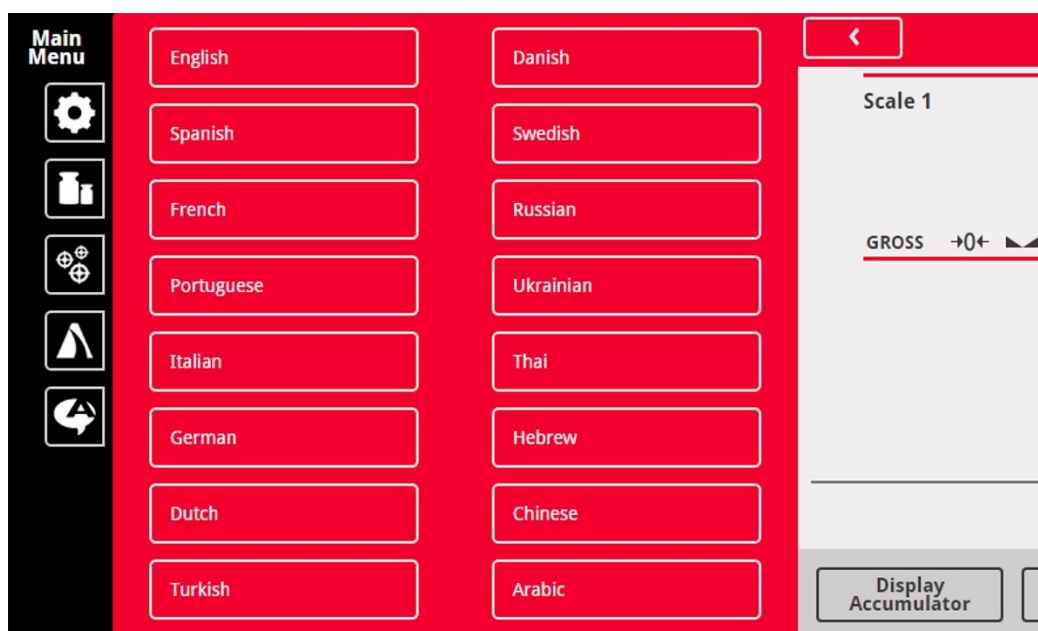 Main
Menu
English
Spanish
French
Portuguese
Italian
German
Dutch
Turkish
Danish
Swedish
Russian
Ukrainian
Thai
Hebrew
Chinese
Arabic
Scale 1
GROSS →0←
Display
Accumulator